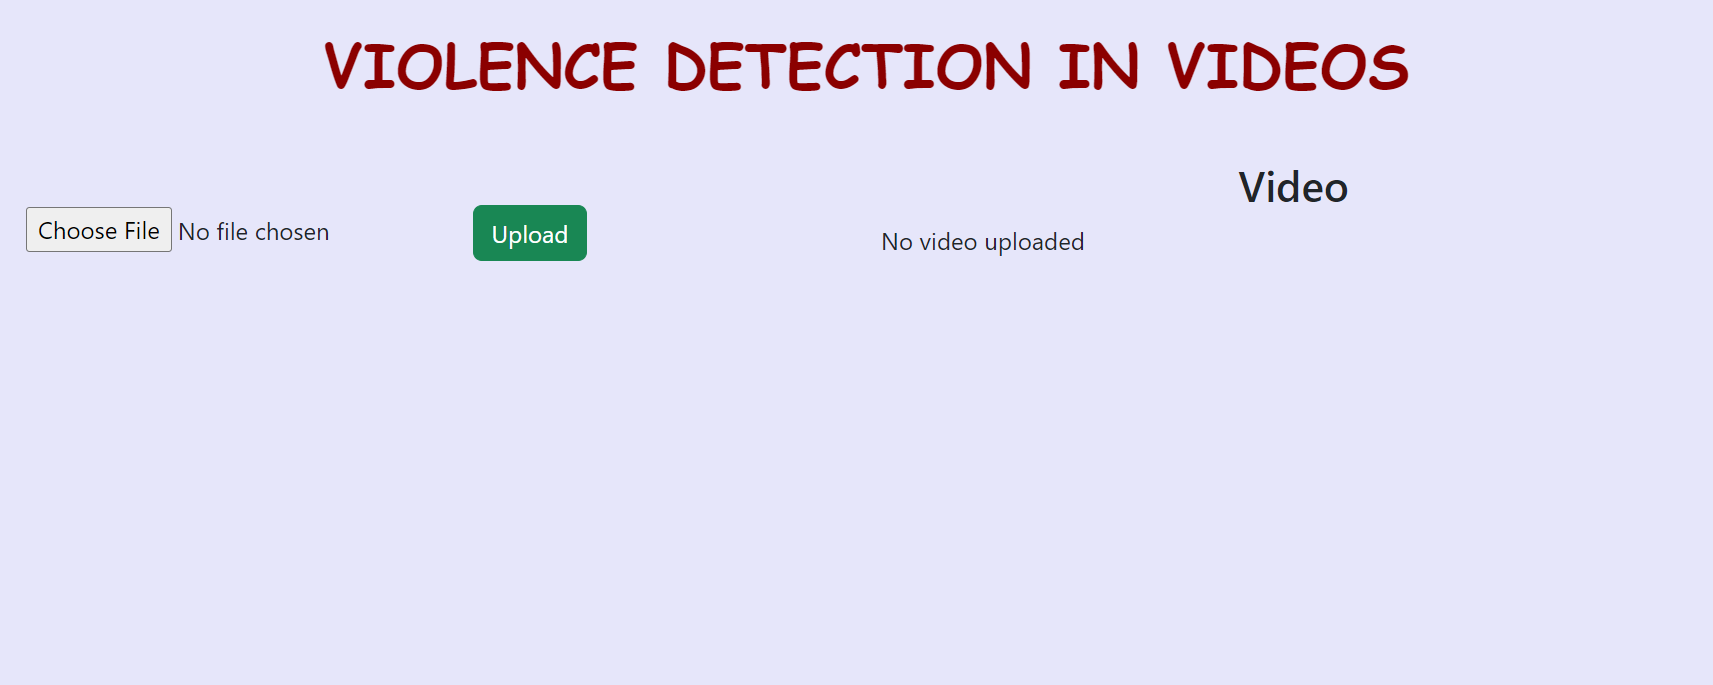 VIOLENCE DETECTION IN VIDEOS
Video
Choose File No file chosen
Upload
No video uploaded